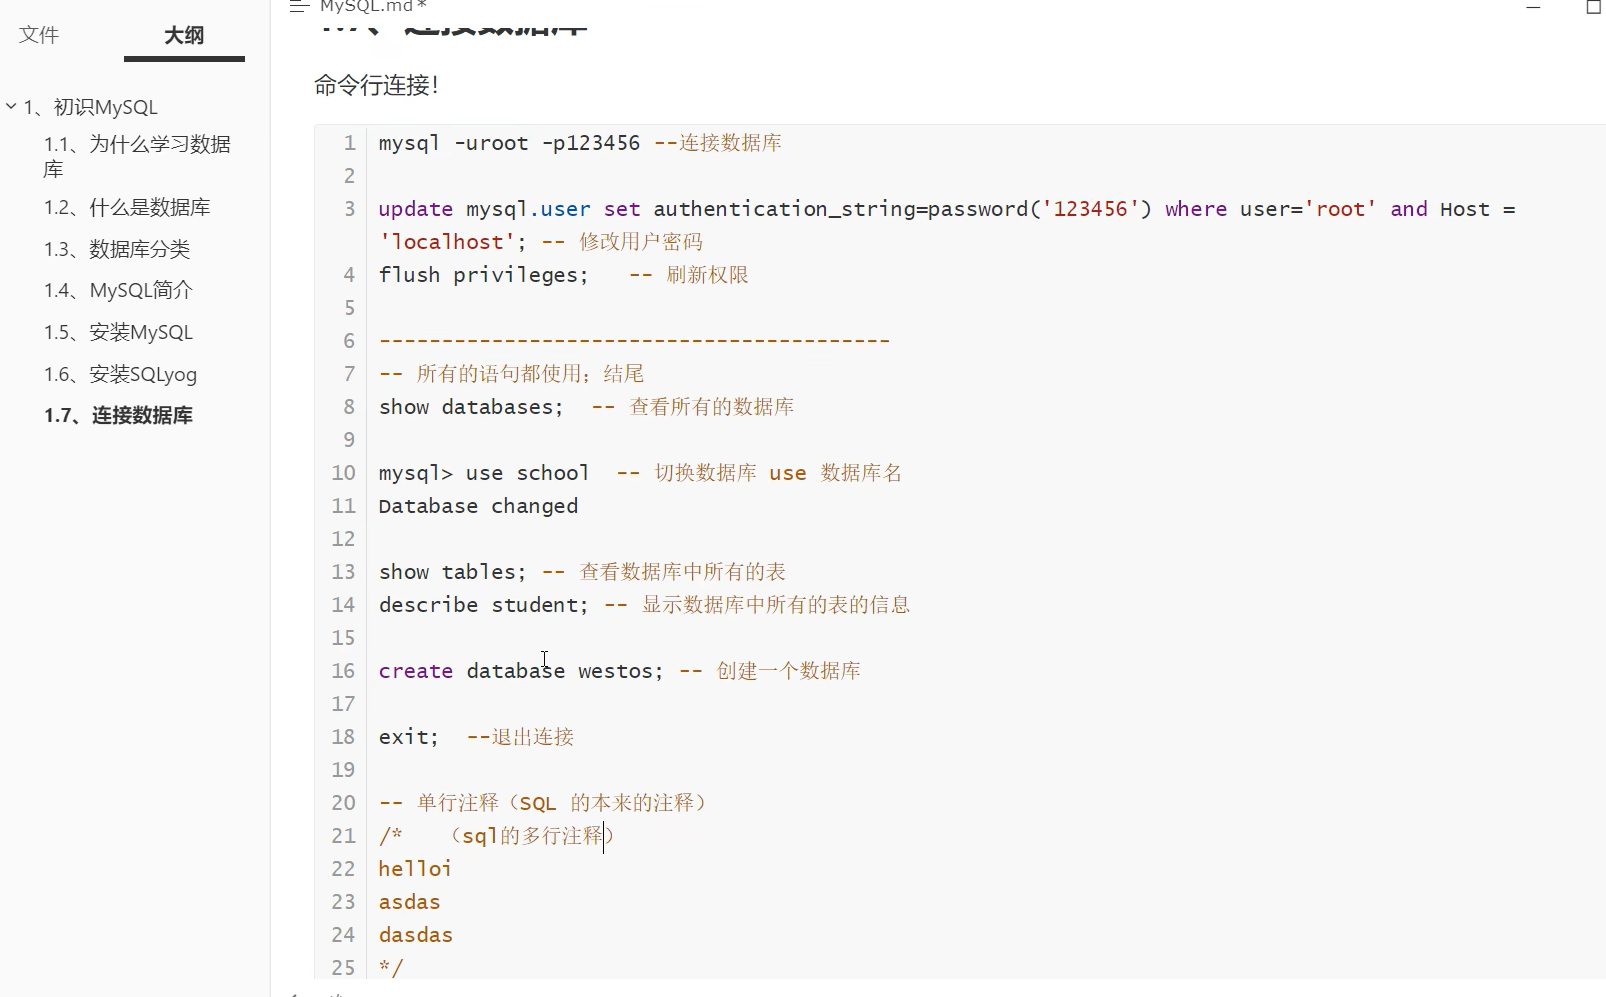 文件
大纲
1、初识MySQL
1.1、为什么学习数据
库
1.2、什么是数据库
1.3、数据库分类
1.4、MySQL简介
1.5、安装MySQL
1.6、安装SQLyog
1.7、连接数据库
MySQL.md*
1.7、连接数据库
命令行连接！
1 mysql -uroot -p123456 --连接数据库
2
3 update mysql.user set authentication_string=password('123456') where user='root' and Host =
'localhost'; -- 修改用户密码
4 flush privileges;   -- 刷新权限
5
6 -----------------------------------------
7 -- 所有的语句都使用；结尾
8 show databases;  -- 查看所有的数据库
9
10 mysql> use school  -- 切换数据库 use 数据库名
11 Database changed
12
13 show tables; -- 查看数据库中所有的表
14 describe student; -- 显示数据库中所有的表的信息
15
16 create database westos; -- 创建一个数据库
17
18 exit;  --退出连接
19
20 -- 单行注释（SQL 的本来的注释）
21 /*   （sql的多行注释）
22 helloi
23 asdas
24 dasdas
25 */